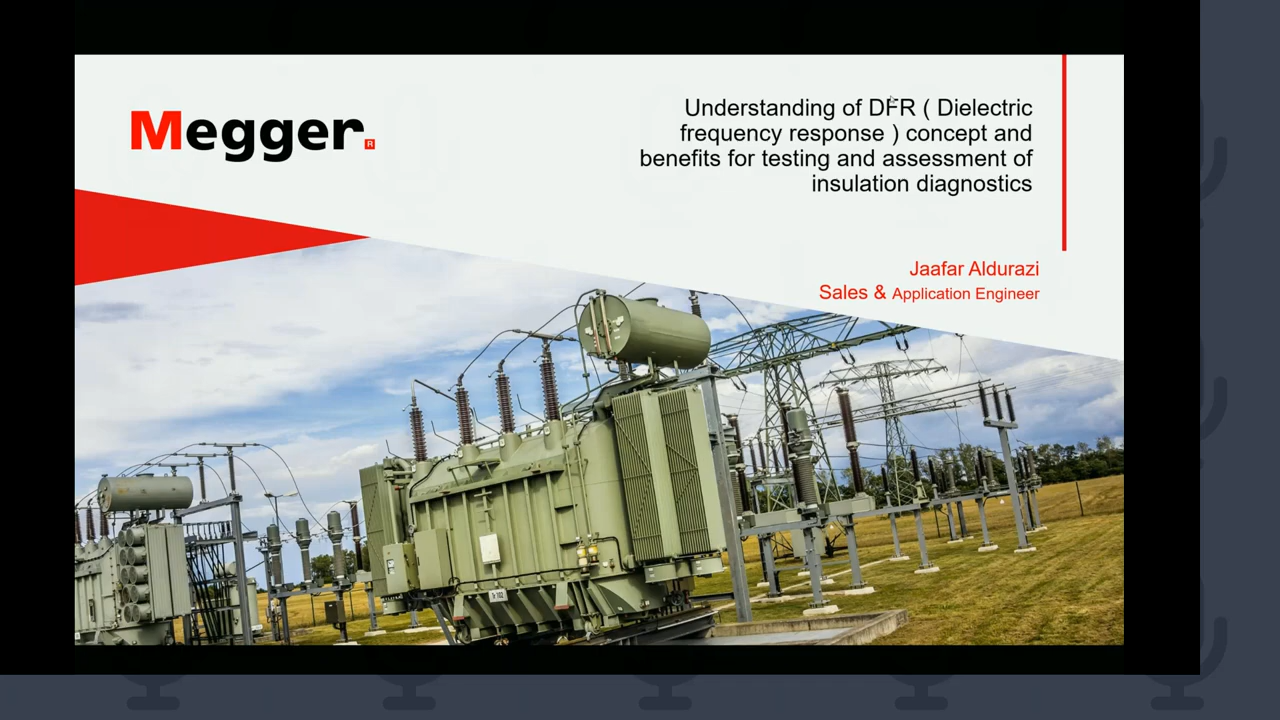 Megger.
Understanding of DFR ( Dielectric
frequency response ) concept and
benefits for testing and assessment of
insulation diagnostics
Jaafar Aldurazi
Sales & Application Engineer